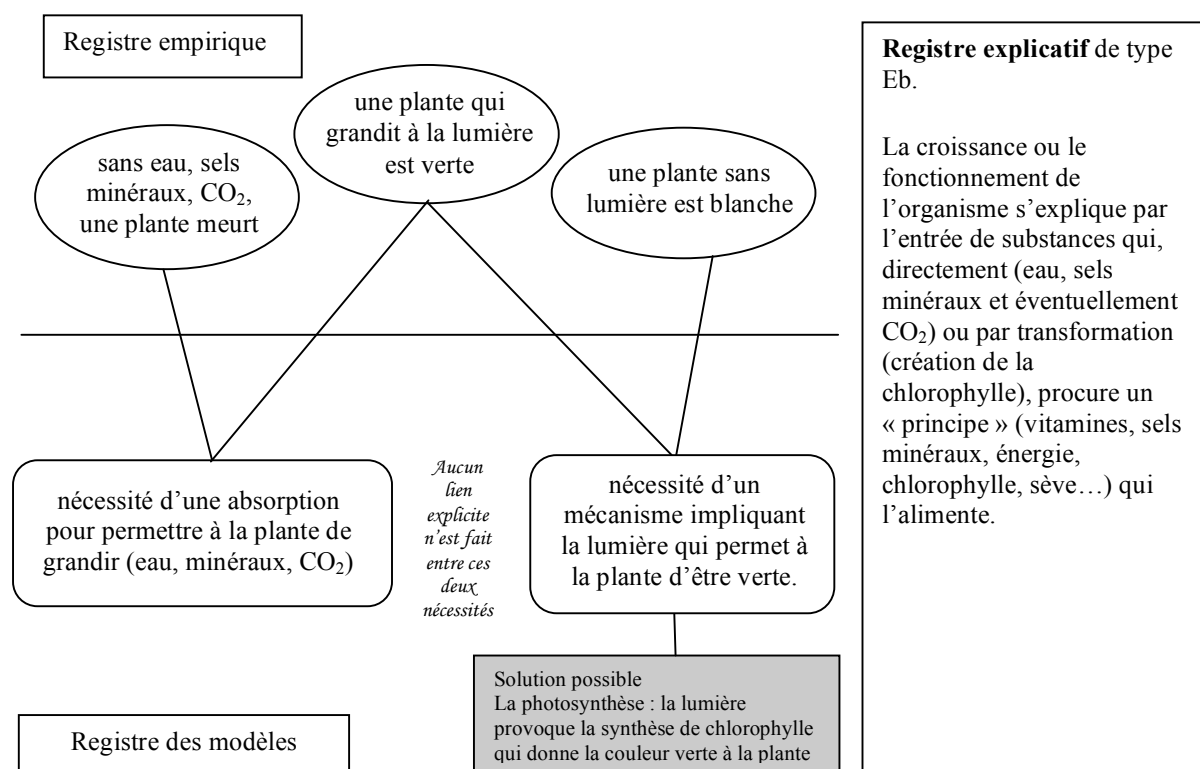 Registre empirique
sans eau, sels
minéraux, CO₂,
une plante meurt
une plante qui
grandit à la lumière
est verte
une plante sans
lumière est blanche
nécessité d’une absorption
pour permettre à la plante de
grandir (eau, minéraux, CO₂)
Aucun
lien
explicite
n’est fait
entre ces
deux
nécessités
nécessité d’un
mécanisme impliquant
la lumière qui permet à
la plante d’être verte.
Solution possible
La photosynthèse : la lumière
provoque la synthèse de chlorophylle
qui donne la couleur verte à la plante
Registre des modèles
Registre explicatif de type
Eb.
La croissance ou le
fonctionnement de
l’organisme s’explique par
l’entrée de substances qui,
directement (eau, sels
minéraux et éventuellement
CO₂) ou par transformation
(création de la
chlorophylle), procure un
« principe » (vitamines, sels
minéraux, énergie,
chlorophylle, sève…) qui
l’alimente.